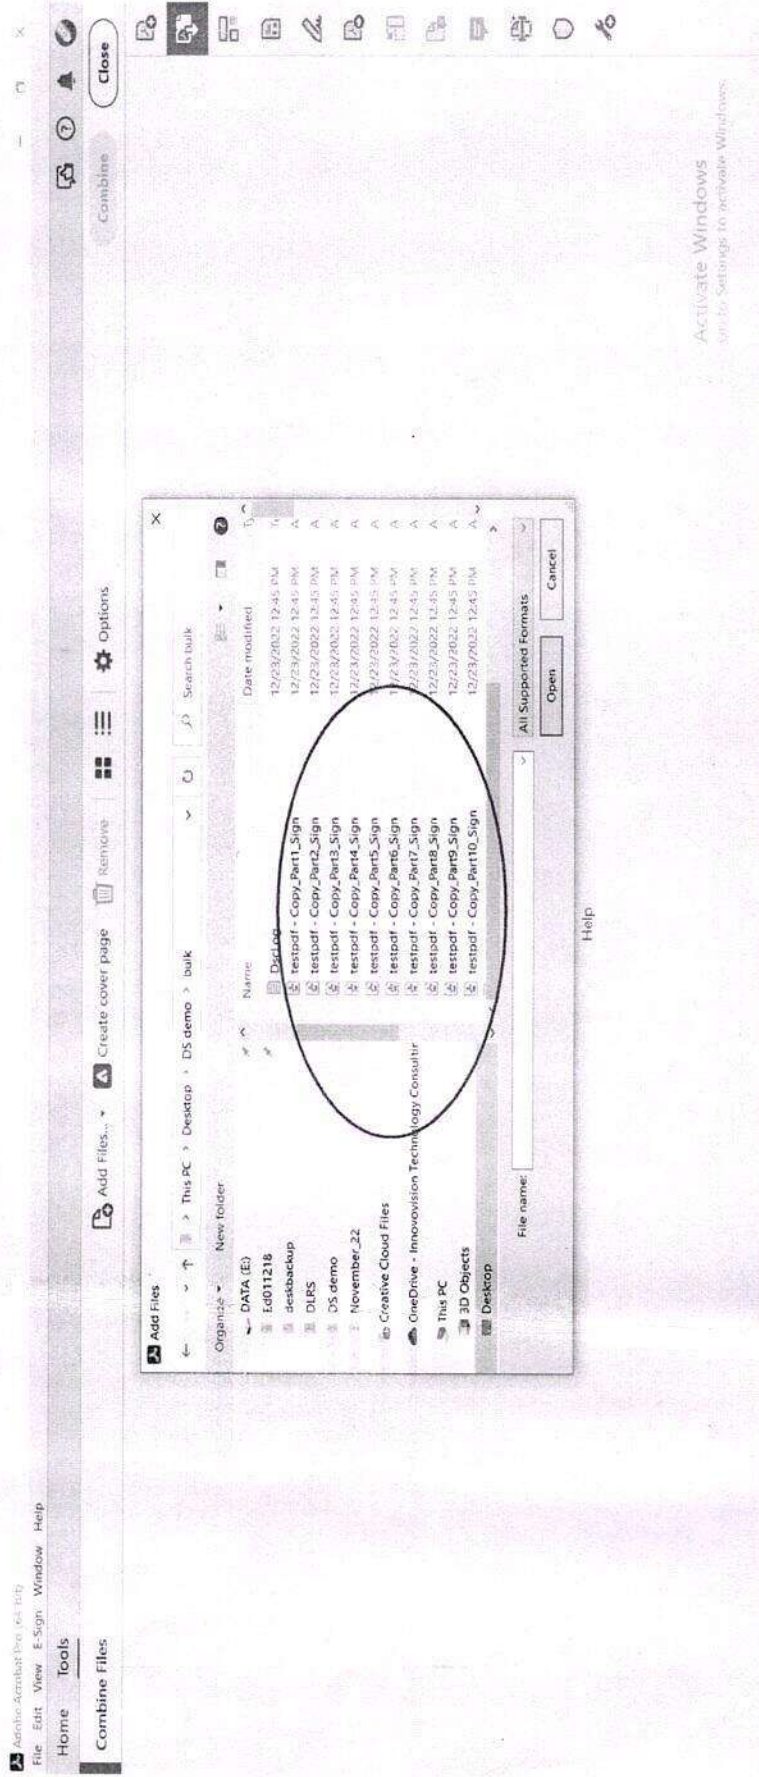 Adobe Acrobat Pro (64-bit)
File Edit View E-Sign Window Help
Home Tools
Combine Files
Add Files... Create cover page Remove Options Combine Close
Add Files
This PC > Desktop > DS demo > bulk
Search bulk
Organize New folder
Name Date modified Ty
DATA (E:)
Ed011218
deskbackup
DLRS
DS demo
November_22
Creative Cloud Files
OneDrive - Innovovision Technology Consultin
This PC
3D Objects
Desktop
DscLog 12/23/2022 12:45 PM
testpdf - Copy_Part1_Sign 12/23/2022 12:45 PM A
testpdf - Copy_Part2_Sign 12/23/2022 12:45 PM A
testpdf - Copy_Part3_Sign 12/23/2022 12:45 PM A
testpdf - Copy_Part4_Sign 12/23/2022 12:45 PM A
testpdf - Copy_Part5_Sign 12/23/2022 12:45 PM A
testpdf - Copy_Part6_Sign 12/23/2022 12:45 PM A
testpdf - Copy_Part7_Sign 12/23/2022 12:45 PM A
testpdf - Copy_Part8_Sign 12/23/2022 12:45 PM A
testpdf - Copy_Part9_Sign 12/23/2022 12:45 PM A
testpdf - Copy_Part10_Sign 12/23/2022 12:45 PM A
File name: All Supported Formats
Open Cancel
Help
Activate Windows
Go to Settings to activate Windows.